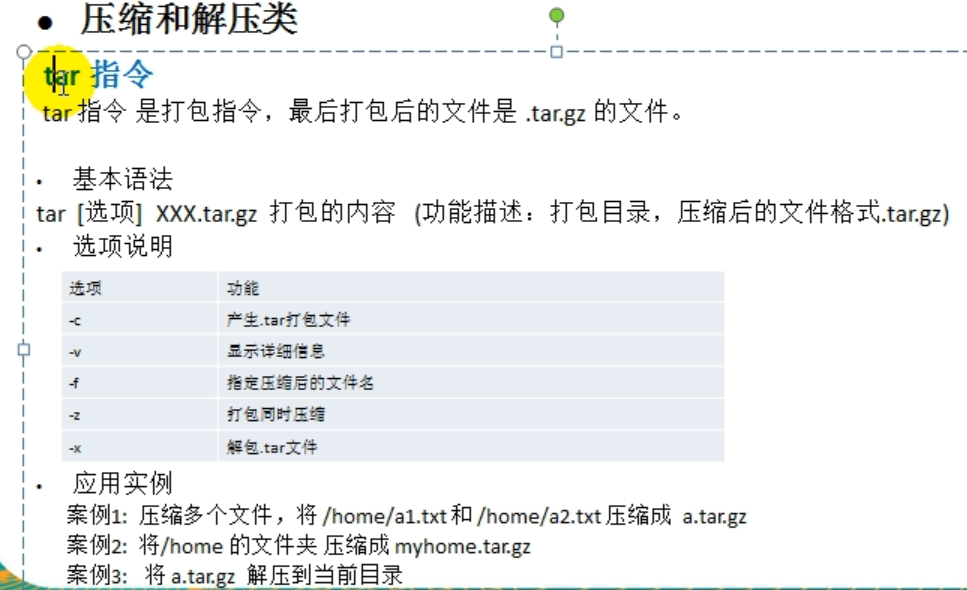 ● 压缩和解压类
tar 指令
tar 指令 是打包指令，最后打包后的文件是 .tar.gz 的文件。
• 基本语法
tar [选项] XXX.tar.gz 打包的内容 (功能描述：打包目录，压缩后的文件格式.tar.gz)
• 选项说明
选项 功能
-c 产生.tar打包文件
-v 显示详细信息
-f 指定压缩后的文件名
-z 打包同时压缩
-x 解包.tar文件
• 应用实例
案例1: 压缩多个文件，将 /home/a1.txt 和 /home/a2.txt 压缩成 a.tar.gz
案例2: 将/home 的文件夹 压缩成 myhome.tar.gz
案例3: 将 a.tar.gz 解压到当前目录